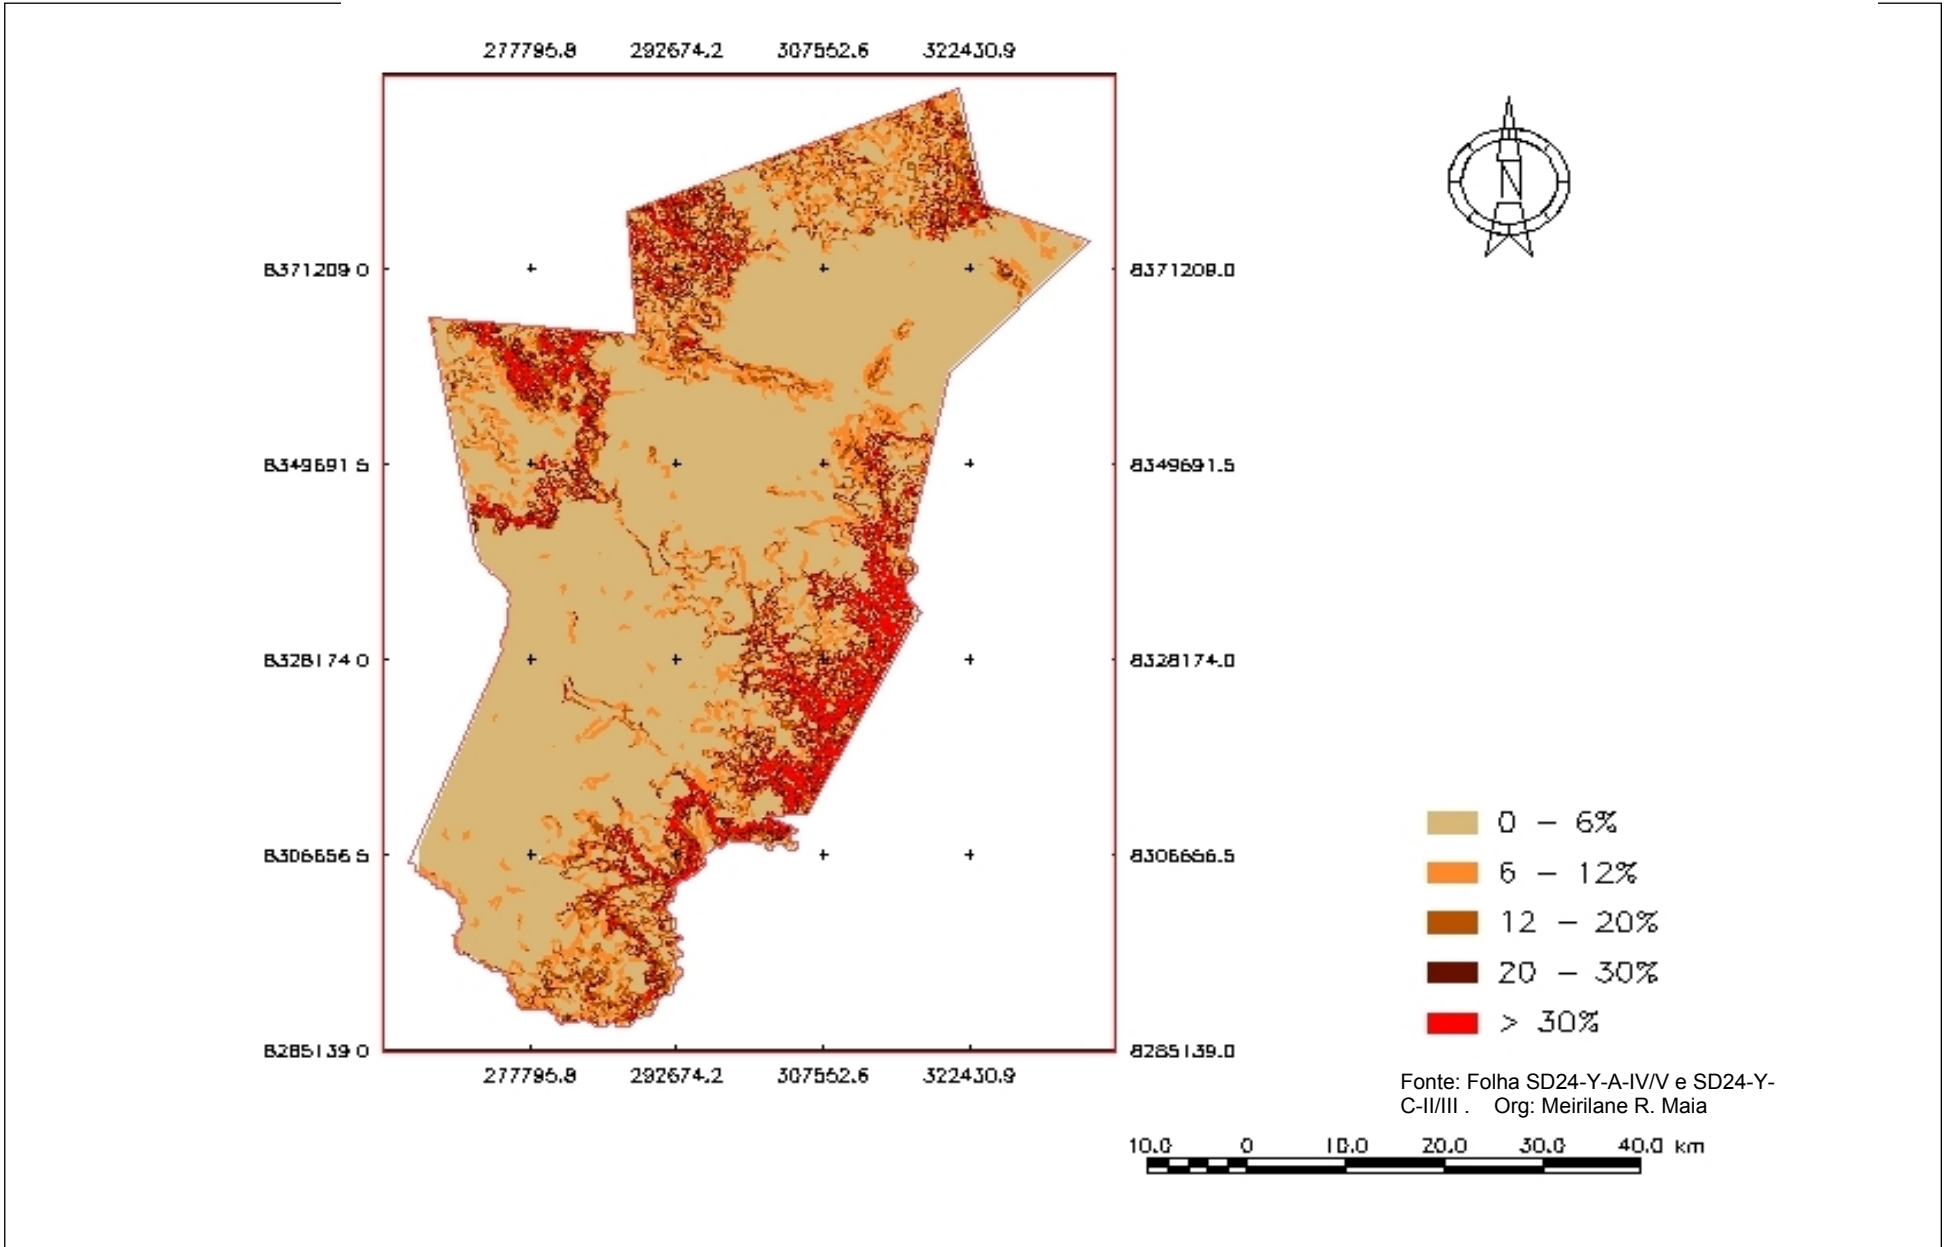 277795.8 292674.2 307552.6 322430.9
N
8371209.0 8371209.0
8349691.5 8349691.5
8328174.0 8328174.0
8306656.5 8306656.5
8285139.0 8285139.0
277795.8 292674.2 307552.6 322430.9
0 – 6%
6 – 12%
12 – 20%
20 – 30%
> 30%
Fonte: Folha SD24-Y-A-IV/V e SD24-Y-
C-II/III . Org: Meirilane R. Maia
10.0 0 10.0 20.0 30.0 40.0 km